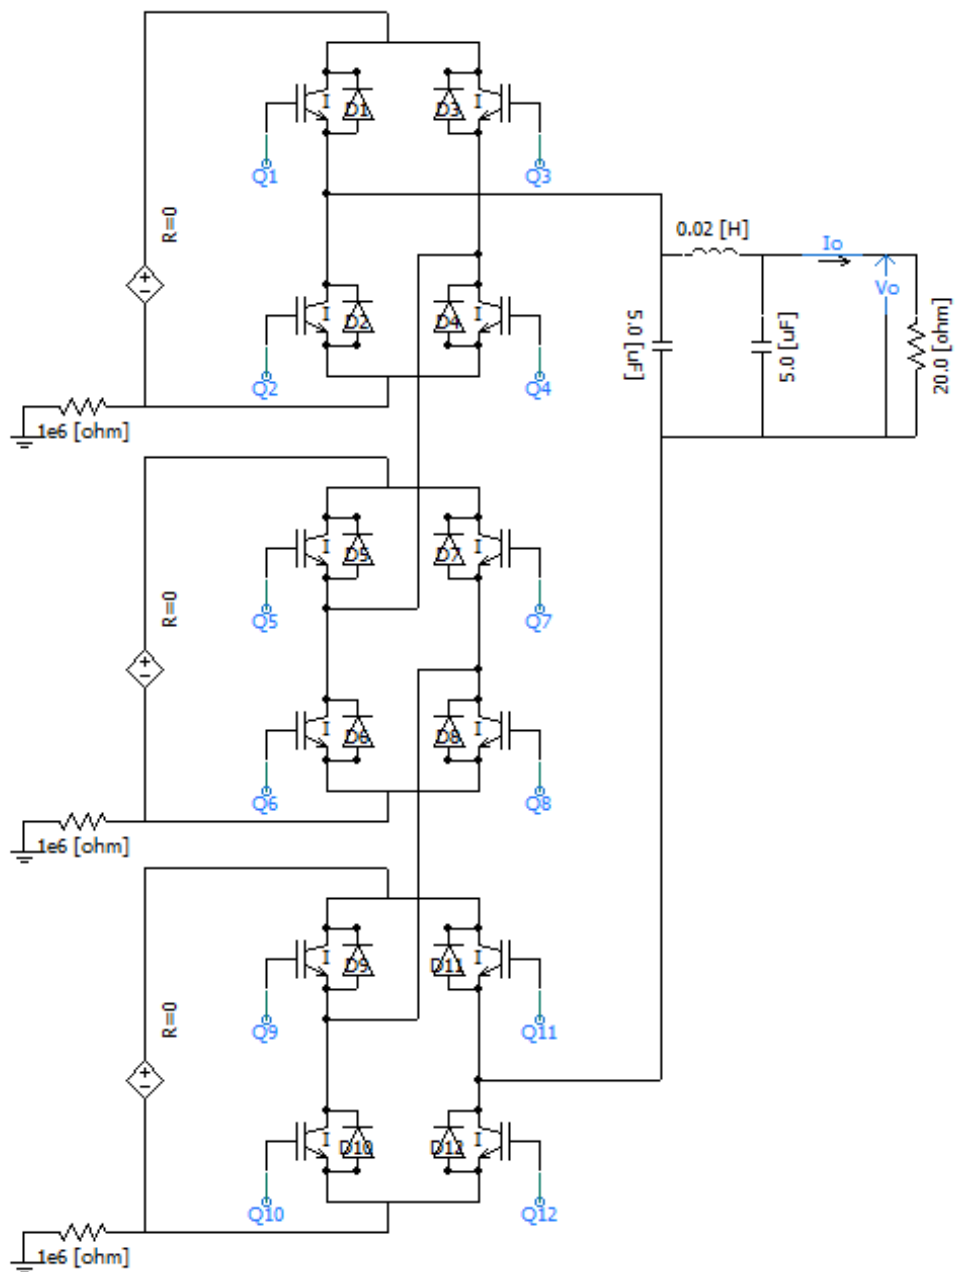 I D1 D3 I
Q1 Q3
R=0
0.02 [H] Io
Vo
I D2 D4 I
5.0 [uF] 5.0 [uF] 20.0 [ohm]
Q2 Q4
1e6 [ohm]
I D5 D7 I
Q5 Q7
R=0
I D6 D8 I
Q6 Q8
1e6 [ohm]
I D9 D11 I
Q9 Q11
R=0
I D10 D12 I
Q10 Q12
1e6 [ohm]